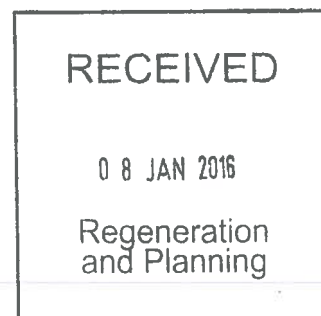 RECEIVED
0 8 JAN 2016
Regeneration
and Planning